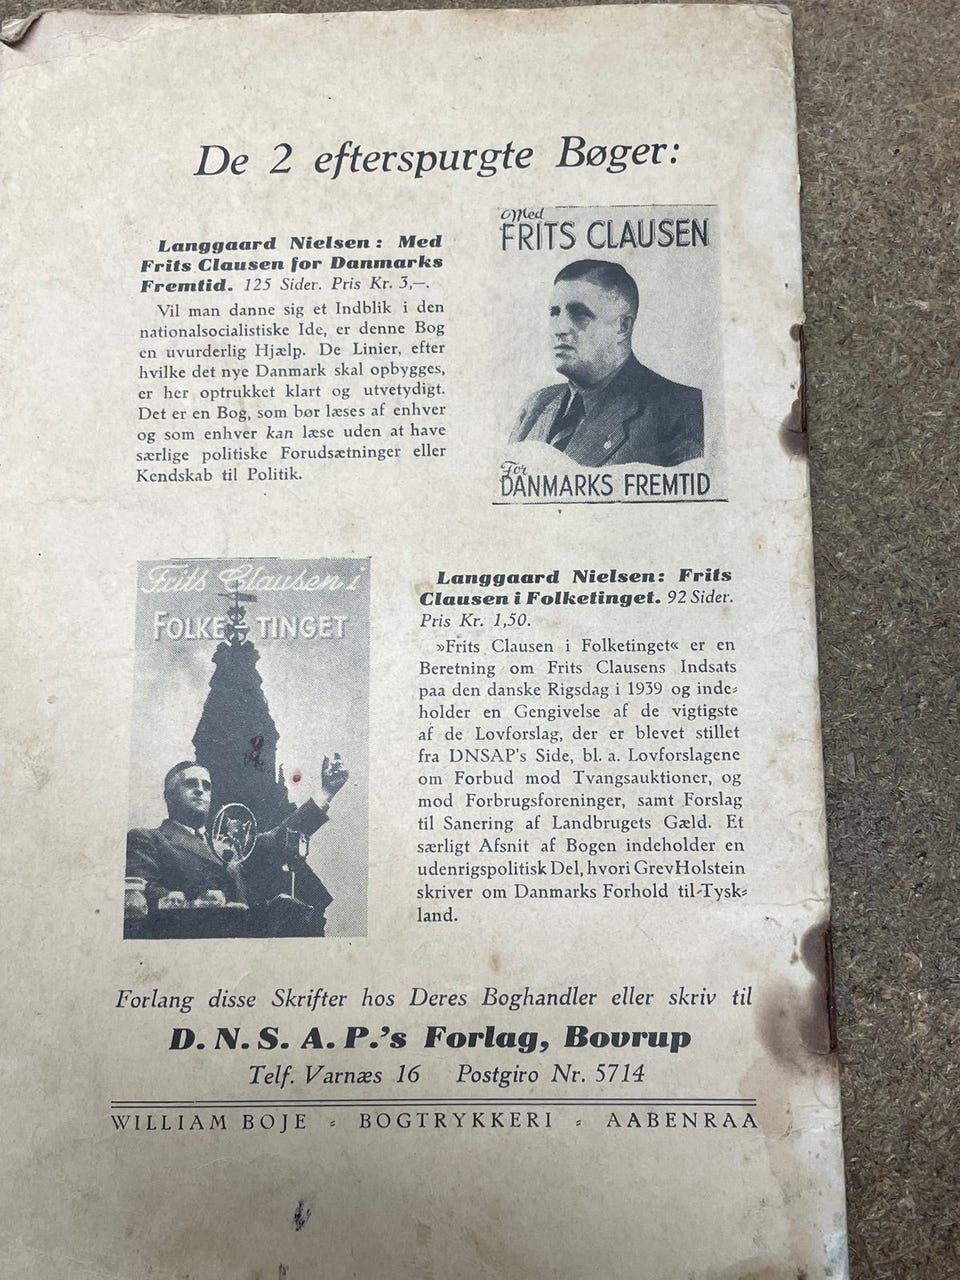 De 2 efterspurgte Bøger:
Langgaard Nielsen: Med
Frits Clausen for Danmarks
Fremtid. 125 Sider. Pris Kr. 3,—.
Vil man danne sig et Indblik i den
nationalsocialistiske Ide, er denne Bog
en uvurderlig Hjælp. De Linier, efter
hvilke det nye Danmark skal opbygges,
er her optrukket klart og utvetydigt.
Det er en Bog, som bør læses af enhver
og som enhver kan læse uden at have
særlige politiske Forudsætninger eller
Kendskab til Politik.
Med
FRITS CLAUSEN
For
DANMARKS FREMTID
Frits Clausen i
FOLKE-TINGET
Langgaard Nielsen: Frits
Clausen i Folketinget. 92 Sider.
Pris Kr. 1,50.
»Frits Clausen i Folketinget« er en
Beretning om Frits Clausens Indsats
paa den danske Rigsdag i 1939 og inde-
holder en Gengivelse af de vigtigste
af de Lovforslag, der er blevet stillet
fra DNSAP's Side, bl. a. Lovforslagene
om Forbud mod Tvangsauktioner, og
mod Forbrugsforeninger, samt Forslag
til Sanering af Landbrugets Gæld. Et
særligt Afsnit af Bogen indeholder en
udenrigspolitisk Del, hvori Grev Holstein
skriver om Danmarks Forhold til Tysk-
land.
Forlang disse Skrifter hos Deres Boghandler eller skriv til
D. N. S. A. P.'s Forlag, Bovrup
Telf. Varnæs 16 Postgiro Nr. 5714
WILLIAM BOJE - BOGTRYKKERI - AABENRAA